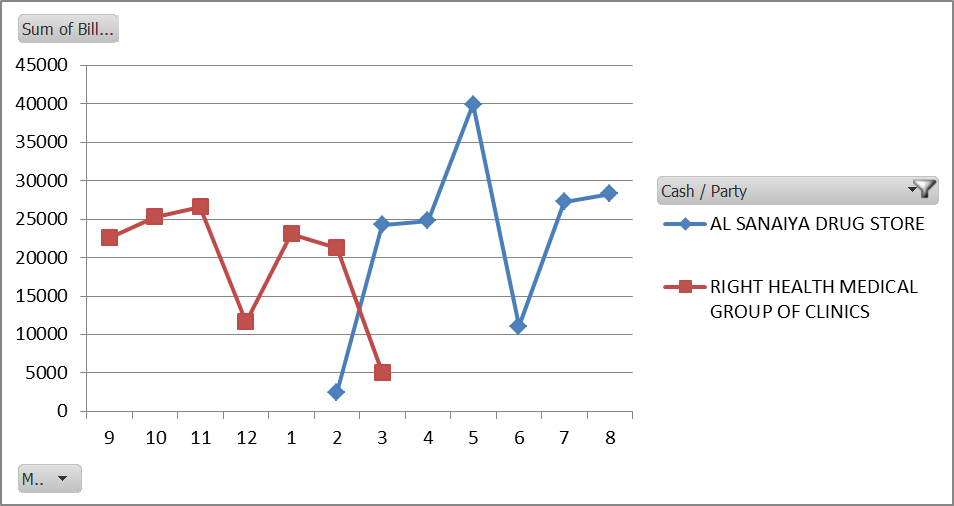 Sum of Bill...
45000
40000
35000
30000
25000
20000
15000
10000
5000
0
9 10 11 12 1 2 3 4 5 6 7 8
M..
Cash / Party
AL SANAIYA DRUG STORE
RIGHT HEALTH MEDICAL
GROUP OF CLINICS